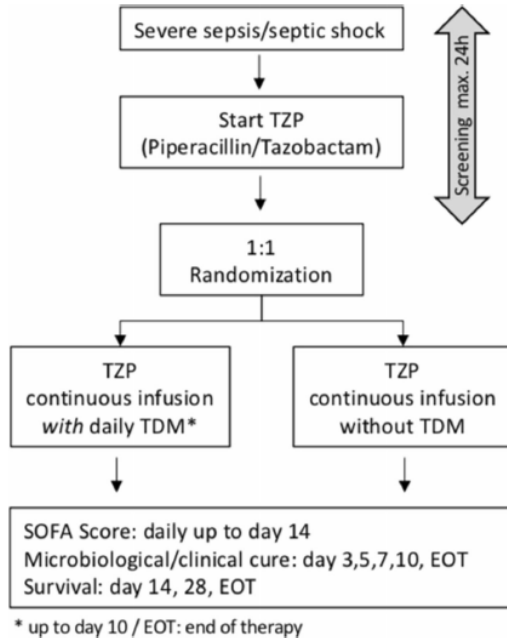 Severe sepsis/septic shock
Screening max. 24h
Start TZP
(Piperacillin/Tazobactam)
1:1
Randomization
TZP
continuous infusion
with daily TDM*
TZP
continuous infusion
without TDM
SOFA Score: daily up to day 14
Microbiological/clinical cure: day 3,5,7,10, EOT
Survival: day 14, 28, EOT
* up to day 10 / EOT: end of therapy